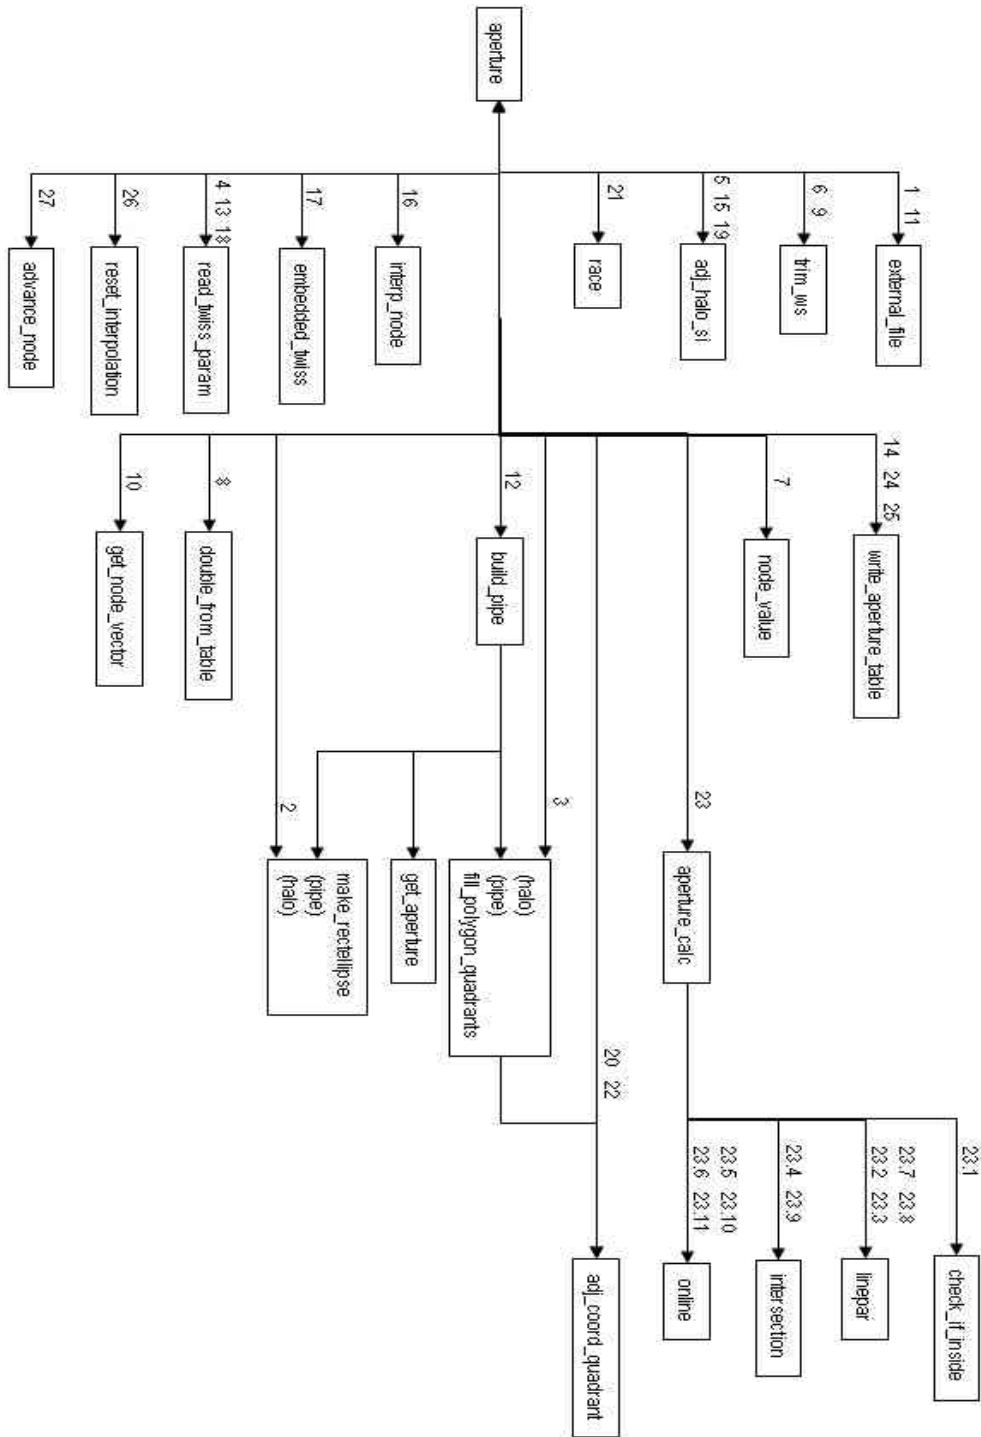 aperture
1 11
external_file
6 9
trim_ws
5 15 19
adj_halo_si
21
race
16
interp_node
17
embedded_twiss
4 13 18
read_twiss_param
26
reset_interpolation
27
advance_node
14 24 25
write_aperture_table
7
node_value
23
aperture_calc
20 22
adj_coord_quadrant
3
(halo)
(pipe)
fill_polygon_quadrants
12
build_pipe
get_aperture
2
make_rectellipse
(pipe)
(halo)
8
double_from_table
10
get_node_vector
23.1
check_if_inside
23.7 23.8
23.2 23.3
linepar
23.4 23.9
intersection
23.5 23.10
23.6 23.11
online